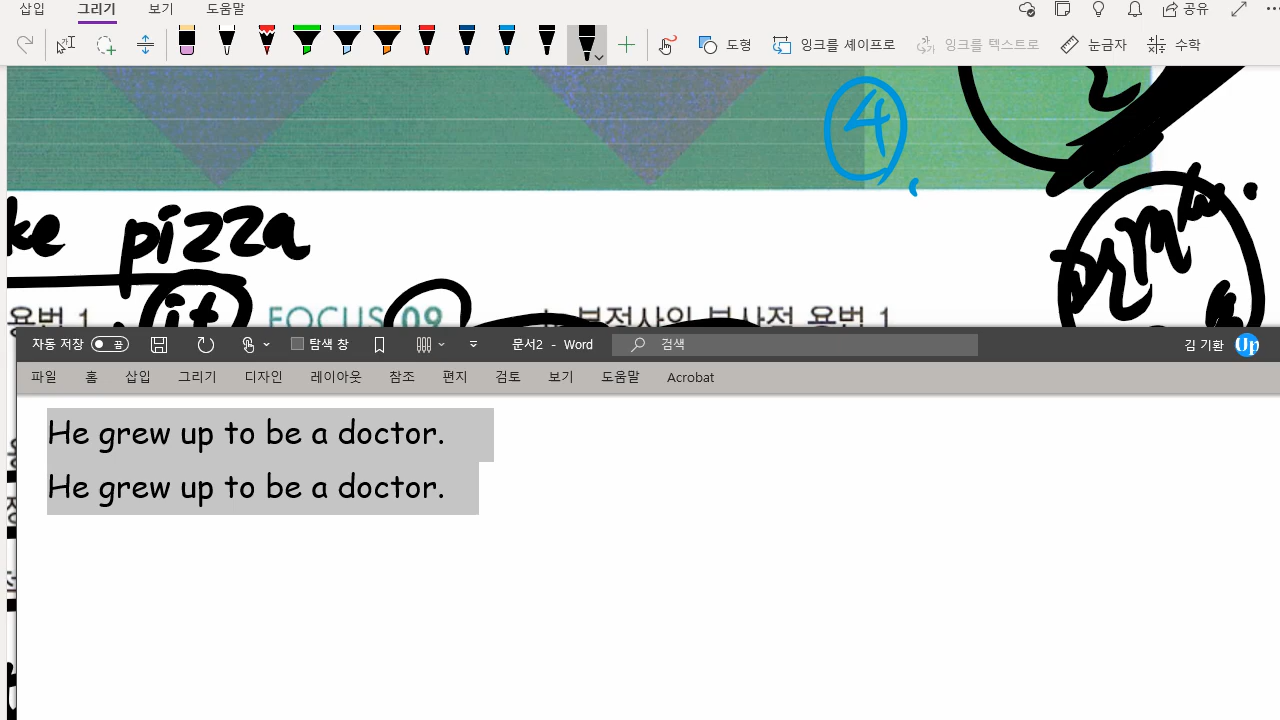 삽입 그리기 보기 도움말 공유
도형 잉크를 셰이프로 잉크를 텍스트로 눈금자 수학
4
ke pizza
용법 1 it FOCUS 09 부정사의 부사적 용법 1
자동 저장 끔 탐색 창 문서2 - Word 검색 김 기환 Up
파일 홈 삽입 그리기 디자인 레이아웃 참조 편지 검토 보기 도움말 Acrobat
He grew up to be a doctor.
He grew up to be a doctor.